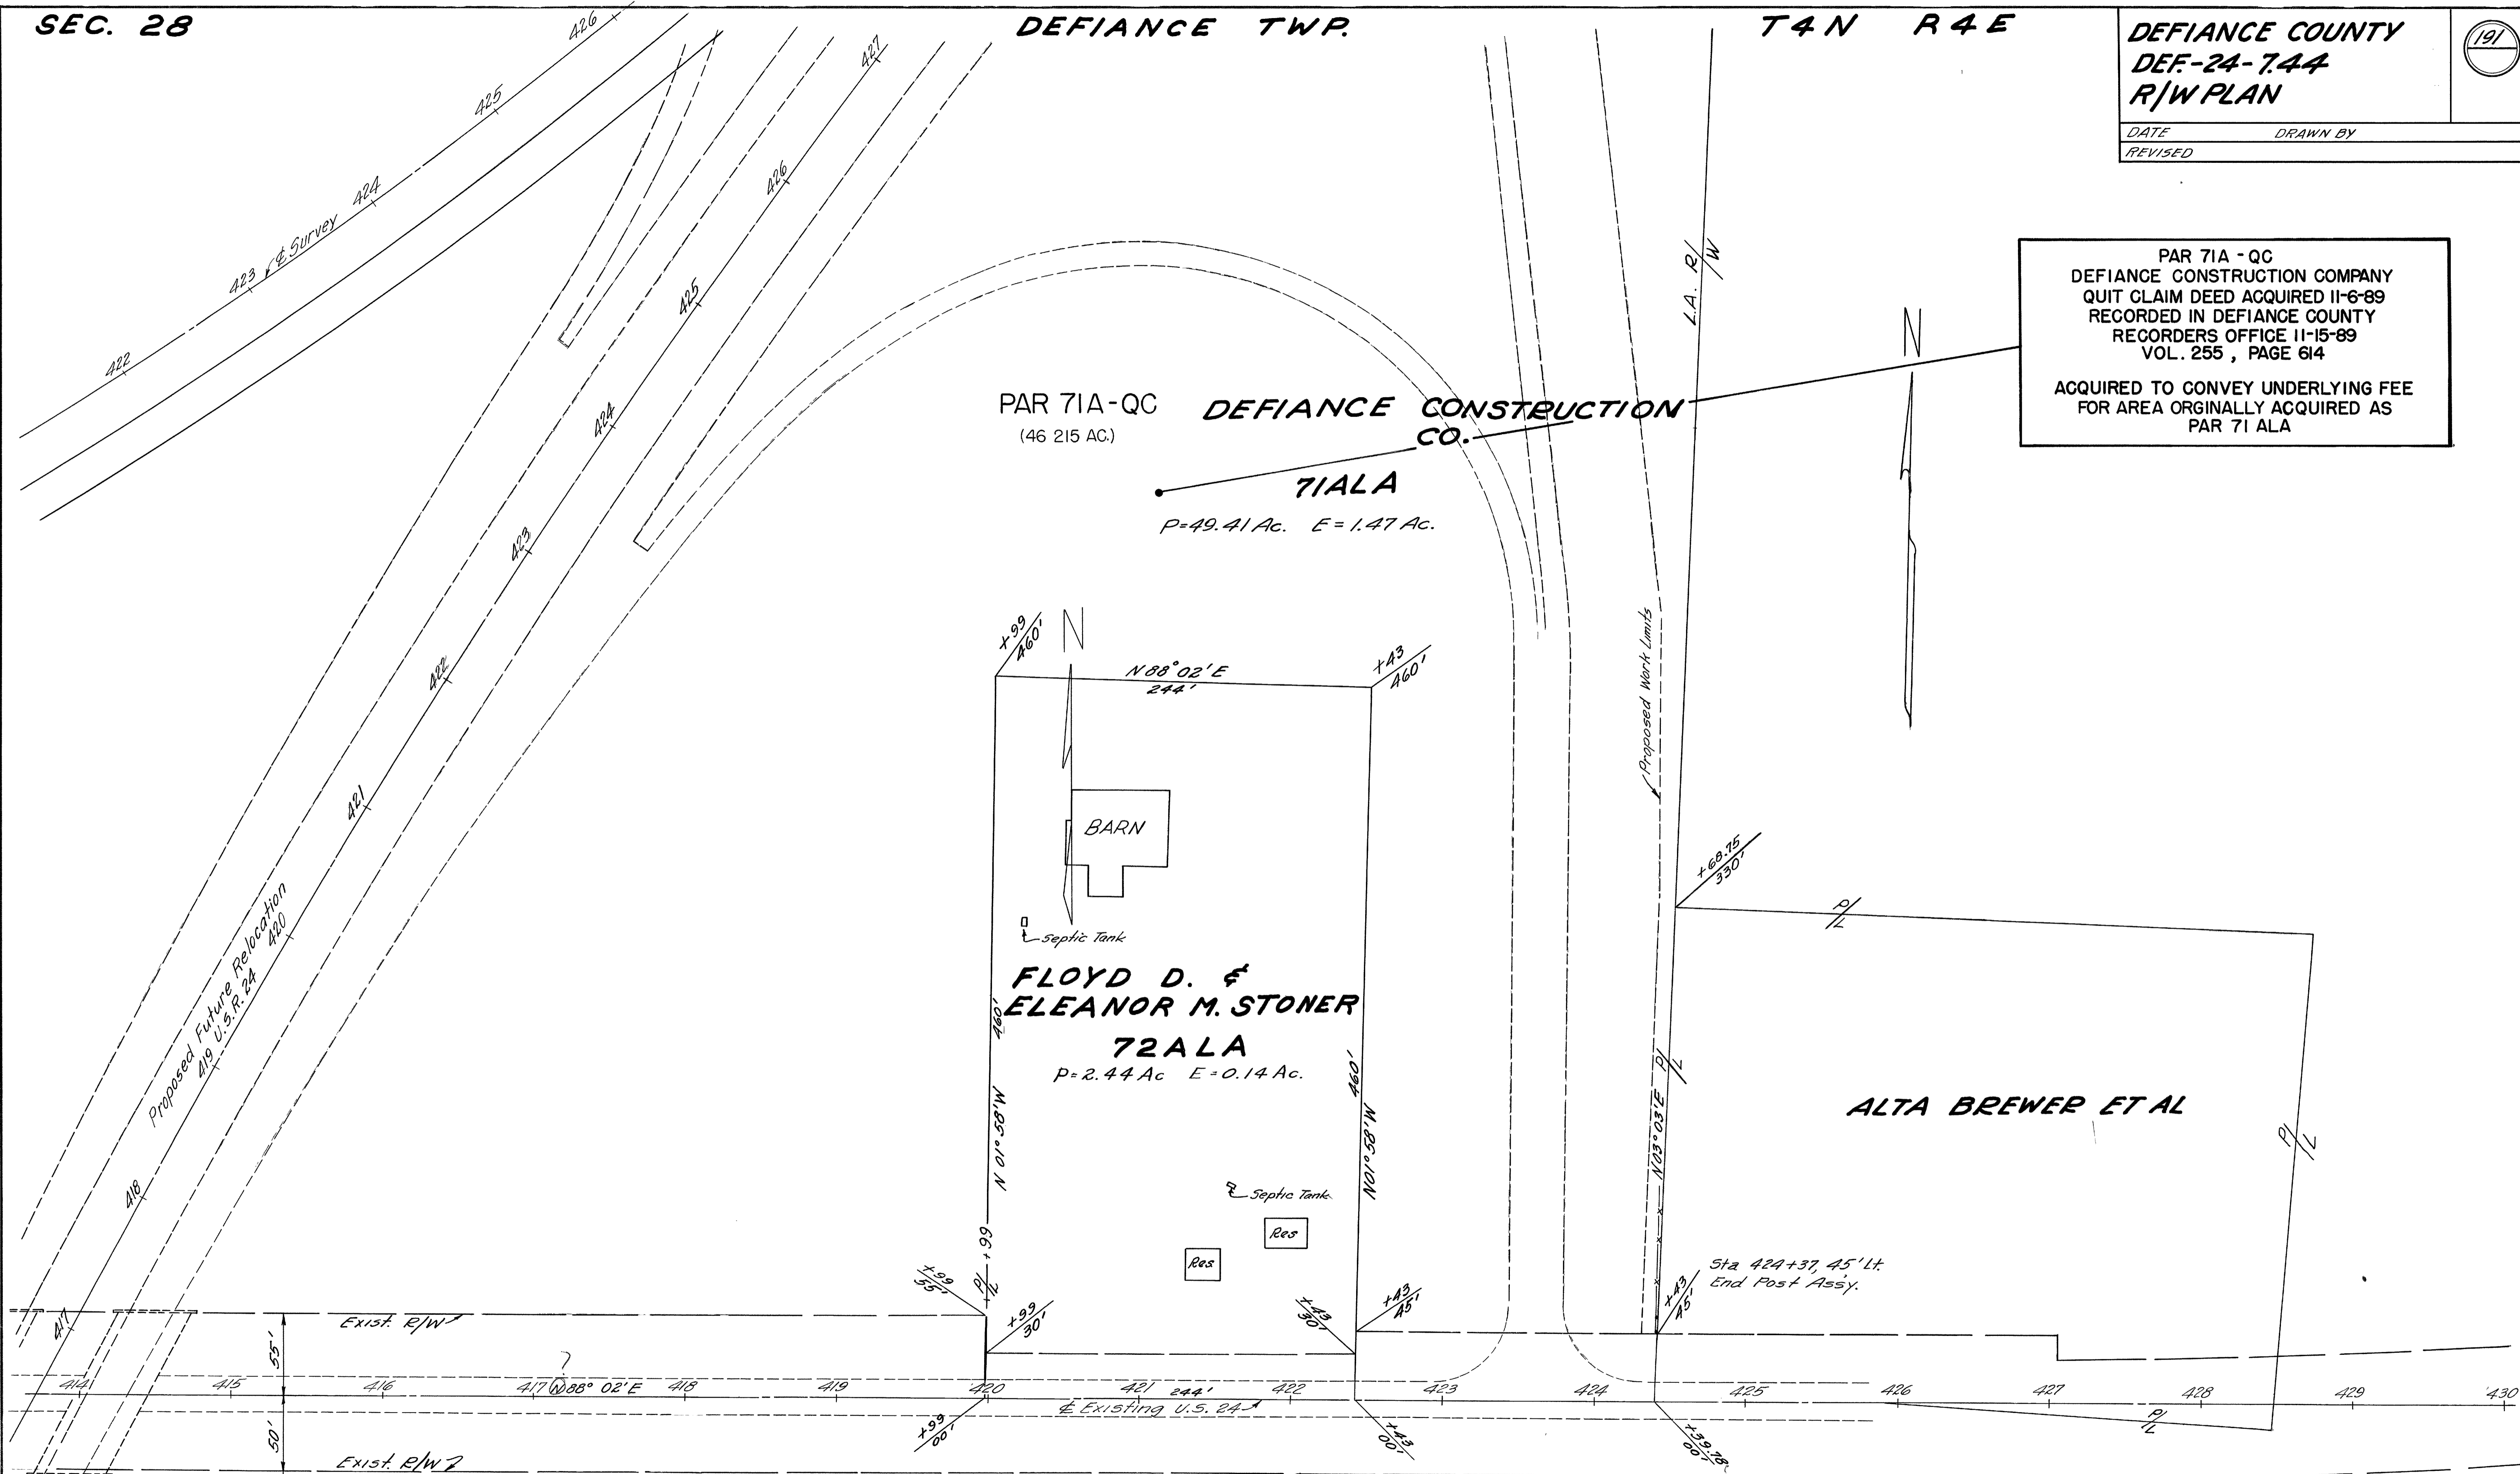 SEC. 28
DEFIANCE TWP.
T4N R4E
DEFIANCE COUNTY
DEF.-24-7.44
R/W PLAN
191
DATE DRAWN BY
REVISED
PAR 71A - QC
DEFIANCE CONSTRUCTION COMPANY
QUIT CLAIM DEED ACQUIRED 11-6-89
RECORDED IN DEFIANCE COUNTY
RECORDERS OFFICE 11-15-89
VOL. 255 , PAGE 614
ACQUIRED TO CONVEY UNDERLYING FEE
FOR AREA ORGINALLY ACQUIRED AS
PAR 71 ALA
422
423
℄ Survey
424
425
426
427
426
425
424
423
422
421
420
419
418
417
Proposed Future Relocation
U.S.R. 24
L.A. R/W
N
PAR 71A-QC
(46 215 AC.)
DEFIANCE CONSTRUCTION
CO.
71ALA
P=49.41 Ac. E=1.47 Ac.
+99
460'
N
N 88° 02' E
244'
+43
460'
Proposed Work Limits
BARN
Septic Tank
+68.75
330'
P/L
FLOYD D. &
ELEANOR M. STONER
72ALA
P=2.44 Ac E=0.14 Ac.
460'
N 01° 58' W
P/L +99
460'
N01° 58' W
N03° 03' E P/L
ALTA BREWER ET AL
P/L
Septic Tank
Res
Res.
Sta 424+37, 45' Lt.
End Post Ass'y.
+99
55'
+99
30'
+43
30'
+43
45'
+43
45'
Exist. R/W
55'
414
415
416
417
N 88° 02' E
418
419
420
421
244'
422
423
424
425
426
427
428
429
430
℄ Existing U.S. 24
50'
+99
00'
+43
00'
+39.78
00'
P/L
Exist. R/W